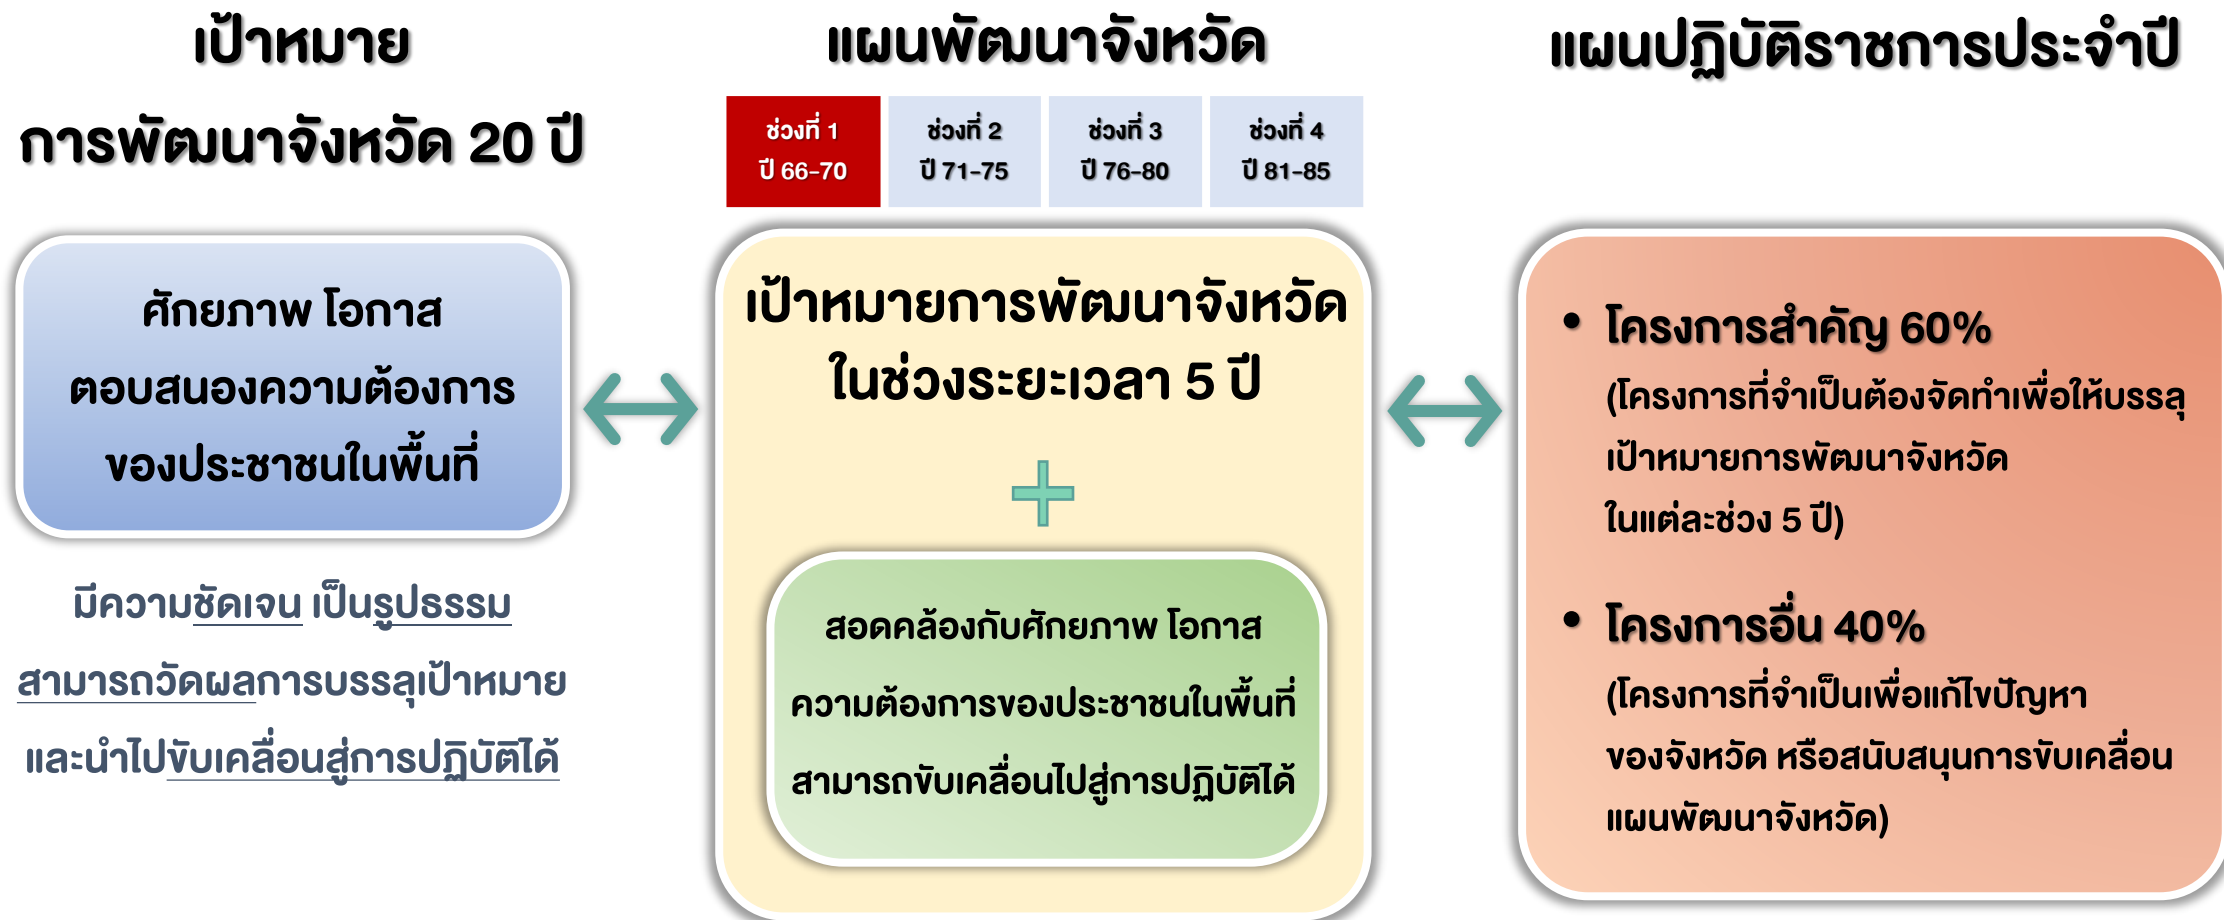 เป้าหมาย
การพัฒนาจังหวัด 20 ปี
ศักยภาพ โอกาส
ตอบสนองความต้องการ
ของประชาชนในพื้นที่
มีความชัดเจน เป็นรูปธรรม
สามารถวัดผลการบรรลุเป้าหมาย
และนำไปขับเคลื่อนสู่การปฏิบัติได้
แผนพัฒนาจังหวัด
ช่วงที่ 1
ปี 66-70
ช่วงที่ 2
ปี 71-75
ช่วงที่ 3
ปี 76-80
ช่วงที่ 4
ปี 81-85
เป้าหมายการพัฒนาจังหวัด
ในช่วงระยะเวลา 5 ปี
สอดคล้องกับศักยภาพ โอกาส
ความต้องการของประชาชนในพื้นที่
สามารถขับเคลื่อนไปสู่การปฏิบัติได้
แผนปฏิบัติราชการประจำปี
• โครงการสำคัญ 60%
(โครงการที่จำเป็นต้องจัดทำเพื่อให้บรรลุ
เป้าหมายการพัฒนาจังหวัด
ในแต่ละช่วง 5 ปี)
• โครงการอื่น 40%
(โครงการที่จำเป็นเพื่อแก้ไขปัญหา
ของจังหวัด หรือสนับสนุนการขับเคลื่อน
แผนพัฒนาจังหวัด)